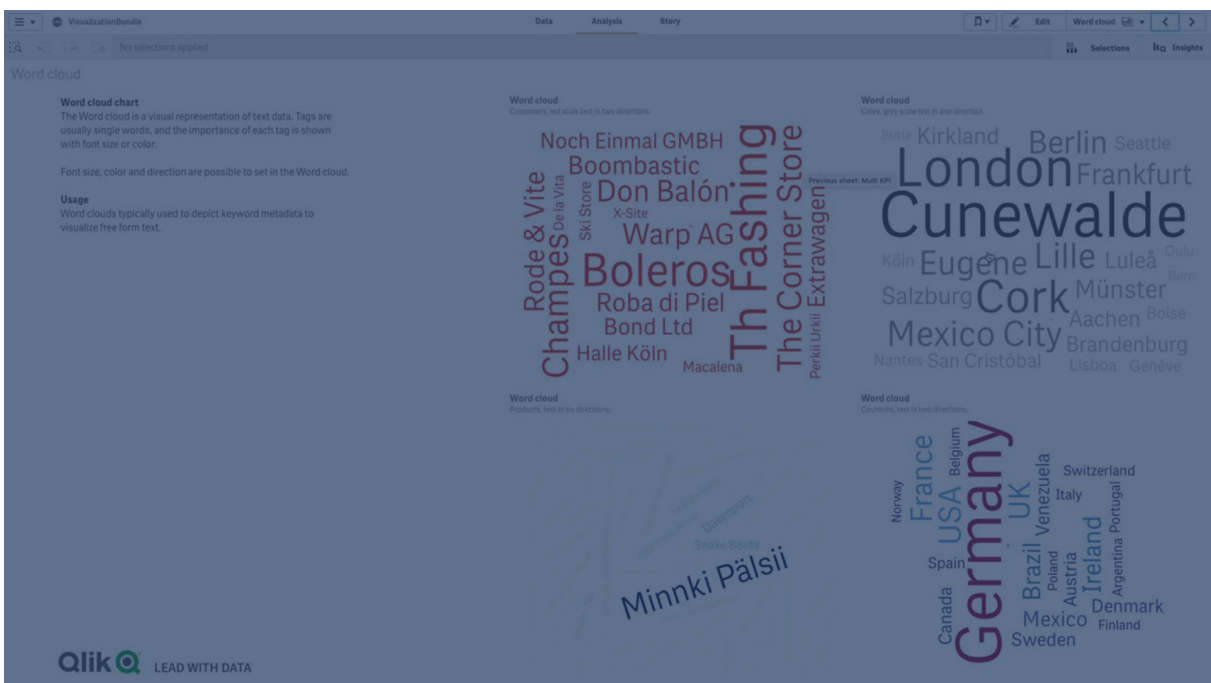 VisualizationBundle
Data
Analysis
Story
Edit
Word cloud
No selections applied
Selections
Insights
Word cloud
Word cloud chart
The Word cloud is a visual representation of text data. Tags are
usually single words, and the importance of each tag is shown
with font size or color.
Font size, color and direction are possible to set in the Word cloud.
Usage
Word clouds typically used to depict keyword metadata to
visualize free form text.
Word cloud
Customers, red scale text in two directions.
Noch Einmal GMBH
Boombastic
Don Balón
X-Site
Warp AG
Boleros
Roba di Piel
Bond Ltd
Halle Köln
Macalena
Rode & Vite
Champes
De la Vita
Ski Store
Th Fashing
The Corner Store
Extrawagen
Perkii Urkii
Previous sheet: Multi KPI
Word cloud
Cities, grey scale text in one direction.
Butte
Kirkland
Berlin
Seattle
London
Frankfurt
Cunewalde
Köln
Eugene
Lille
Luleå
Oulu
Bern
Salzburg
Cork
Münster
Aachen
Boise
Mexico City
Brandenburg
Nantes
San Cristóbal
Lisboa
Genève
Word cloud
Products, text in six directions.
Davenport
Snake Boots
Minnki Pälsii
Word cloud
Countries, text in two directions.
Norway
France
USA
Belgium
Germany
UK
Venezuela
Switzerland
Italy
Portugal
Spain
Brazil
Poland
Austria
Ireland
Argentina
Canada
Mexico
Denmark
Finland
Sweden
Qlik
LEAD WITH DATA